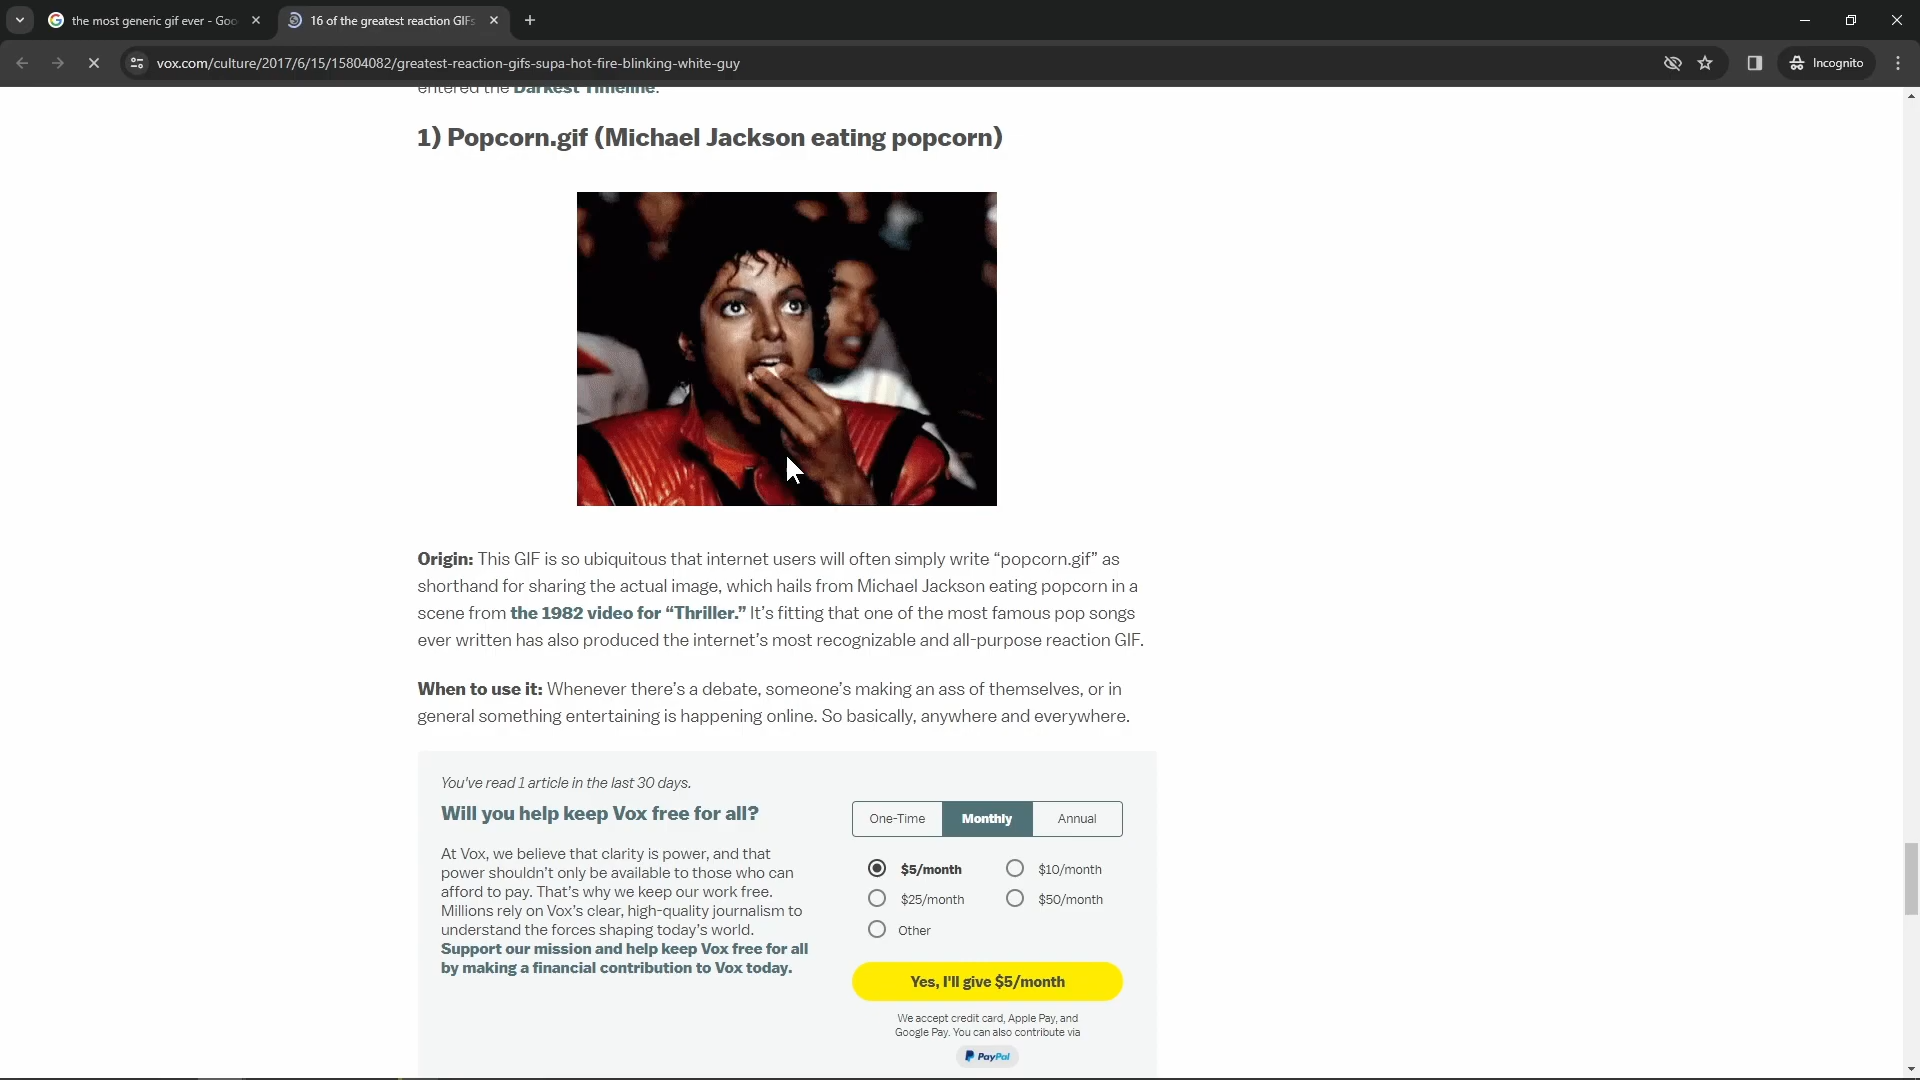 the most generic gif ever - Goo
16 of the greatest reaction GIFs
vox.com/culture/2017/6/15/15804082/greatest-reaction-gifs-supa-hot-fire-blinking-white-guy
Incognito
entered the Darkest Timeline.
1) Popcorn.gif (Michael Jackson eating popcorn)
Origin: This GIF is so ubiquitous that internet users will often simply write “popcorn.gif” as
shorthand for sharing the actual image, which hails from Michael Jackson eating popcorn in a
scene from the 1982 video for “Thriller.” It’s fitting that one of the most famous pop songs
ever written has also produced the internet’s most recognizable and all-purpose reaction GIF.
When to use it: Whenever there’s a debate, someone’s making an ass of themselves, or in
general something entertaining is happening online. So basically, anywhere and everywhere.
You've read 1 article in the last 30 days.
Will you help keep Vox free for all?
At Vox, we believe that clarity is power, and that
power shouldn’t only be available to those who can
afford to pay. That’s why we keep our work free.
Millions rely on Vox’s clear, high-quality journalism to
understand the forces shaping today’s world.
Support our mission and help keep Vox free for all
by making a financial contribution to Vox today.
One-Time
Monthly
Annual
$5/month
$10/month
$25/month
$50/month
Other
Yes, I'll give $5/month
We accept credit card, Apple Pay, and
Google Pay. You can also contribute via
PayPal